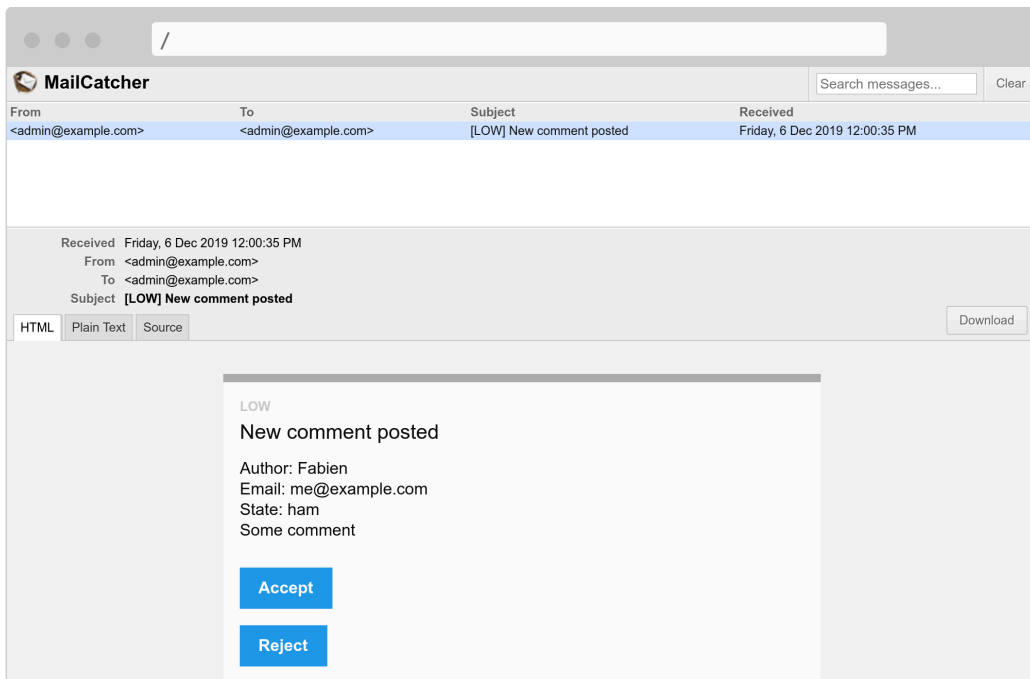 /
MailCatcher
Search messages...
Clear
From To Subject Received
<admin@example.com> <admin@example.com> [LOW] New comment posted Friday, 6 Dec 2019 12:00:35 PM
Received Friday, 6 Dec 2019 12:00:35 PM
From <admin@example.com>
To <admin@example.com>
Subject [LOW] New comment posted
HTML Plain Text Source
Download
LOW
New comment posted
Author: Fabien
Email: me@example.com
State: ham
Some comment
Accept
Reject